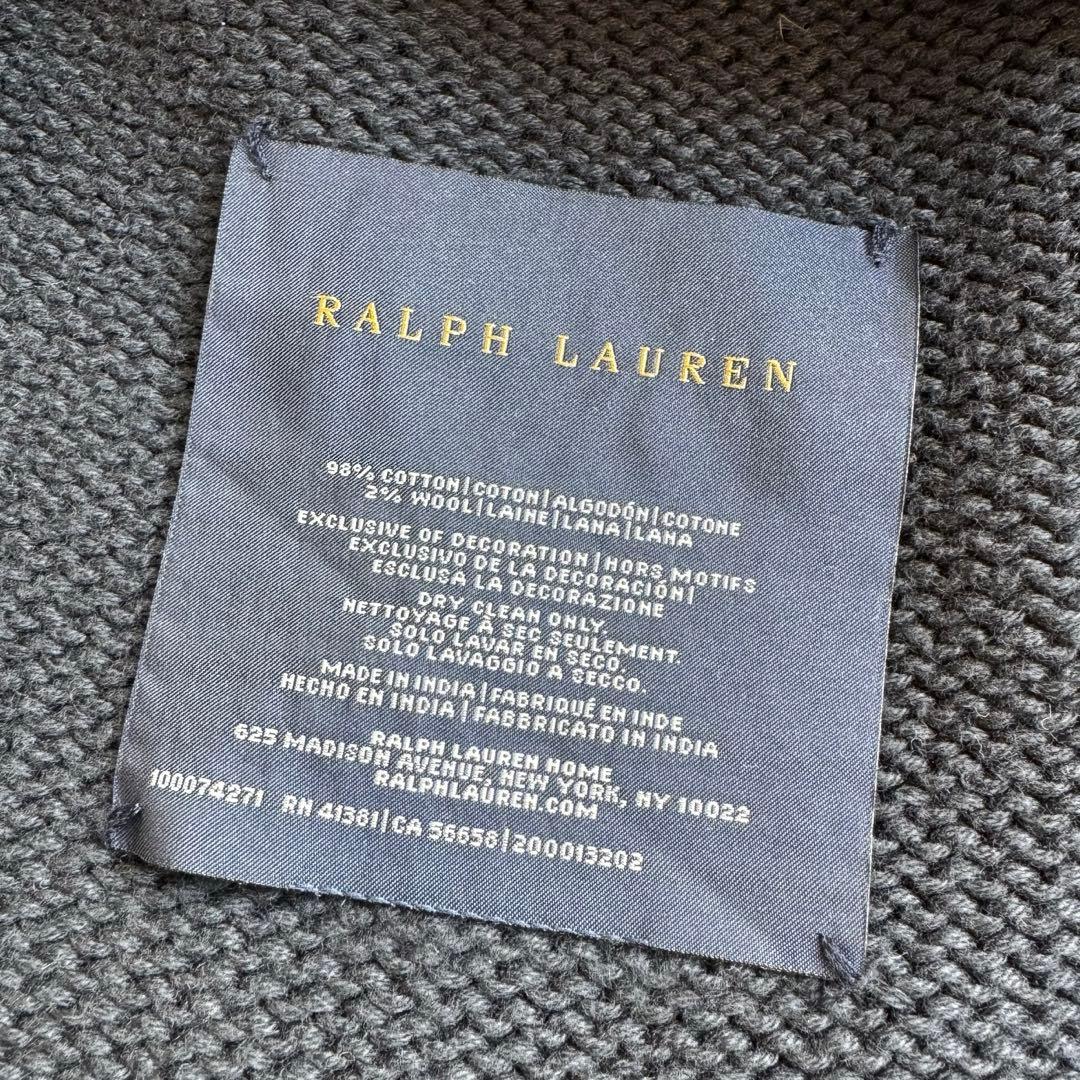 RALPH LAUREN
98% COTTON|COTON|ALGODÓN|COTONE
2% WOOL|LAINE|LANA|LANA
EXCLUSIVE OF DECORATION|HORS MOTIFS
EXCLUSIVO DE LA DECORACIÓN|
ESCLUSA LA DECORAZIONE
DRY CLEAN ONLY.
NETTOYAGE À SEC SEULEMENT.
SOLO LAVAR EN SECO.
SOLO LAVAGGIO A SECCO.
MADE IN INDIA|FABRIQUÉ EN INDE
HECHO EN INDIA|FABBRICATO IN INDIA
RALPH LAUREN HOME
625 MADISON AVENUE, NEW YORK, NY 10022
RALPHLAUREN.COM
100074271 RN 41381|CA 56658|200013202